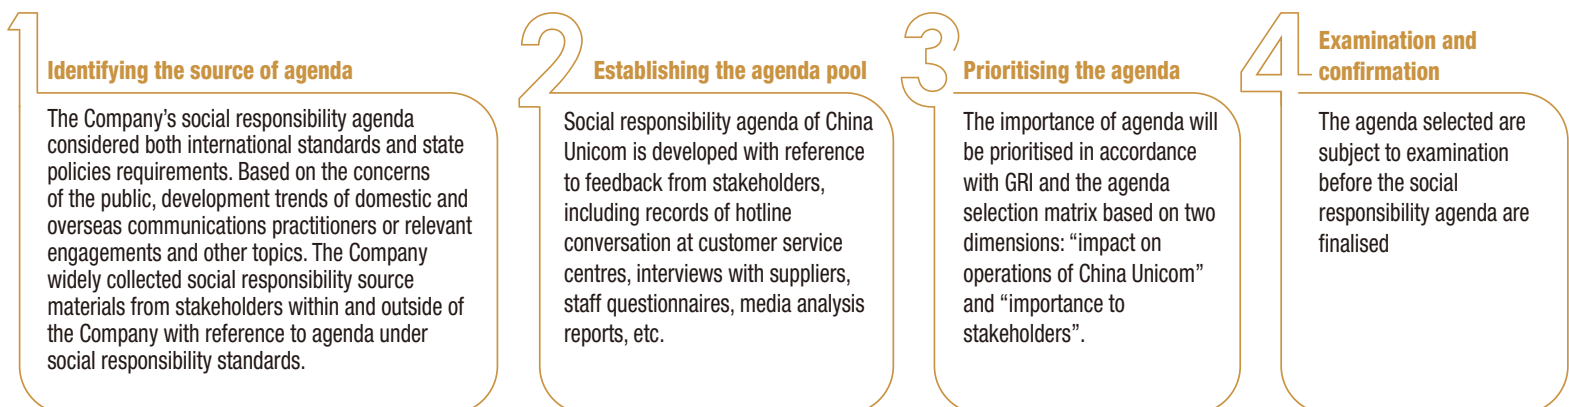 1
Identifying the source of agenda
The Company’s social responsibility agenda
considered both international standards and state
policies requirements. Based on the concerns
of the public, development trends of domestic and
overseas communications practitioners or relevant
engagements and other topics. The Company
widely collected social responsibility source
materials from stakeholders within and outside of
the Company with reference to agenda under
social responsibility standards.
2
Establishing the agenda pool
Social responsibility agenda of China
Unicom is developed with reference
to feedback from stakeholders,
including records of hotline
conversation at customer service
centres, interviews with suppliers,
staff questionnaires, media analysis
reports, etc.
3
Prioritising the agenda
The importance of agenda will
be prioritised in accordance
with GRI and the agenda
selection matrix based on two
dimensions: “impact on
operations of China Unicom”
and “importance to
stakeholders”.
4
Examination and
confirmation
The agenda selected are
subject to examination
before the social
responsibility agenda are
finalised